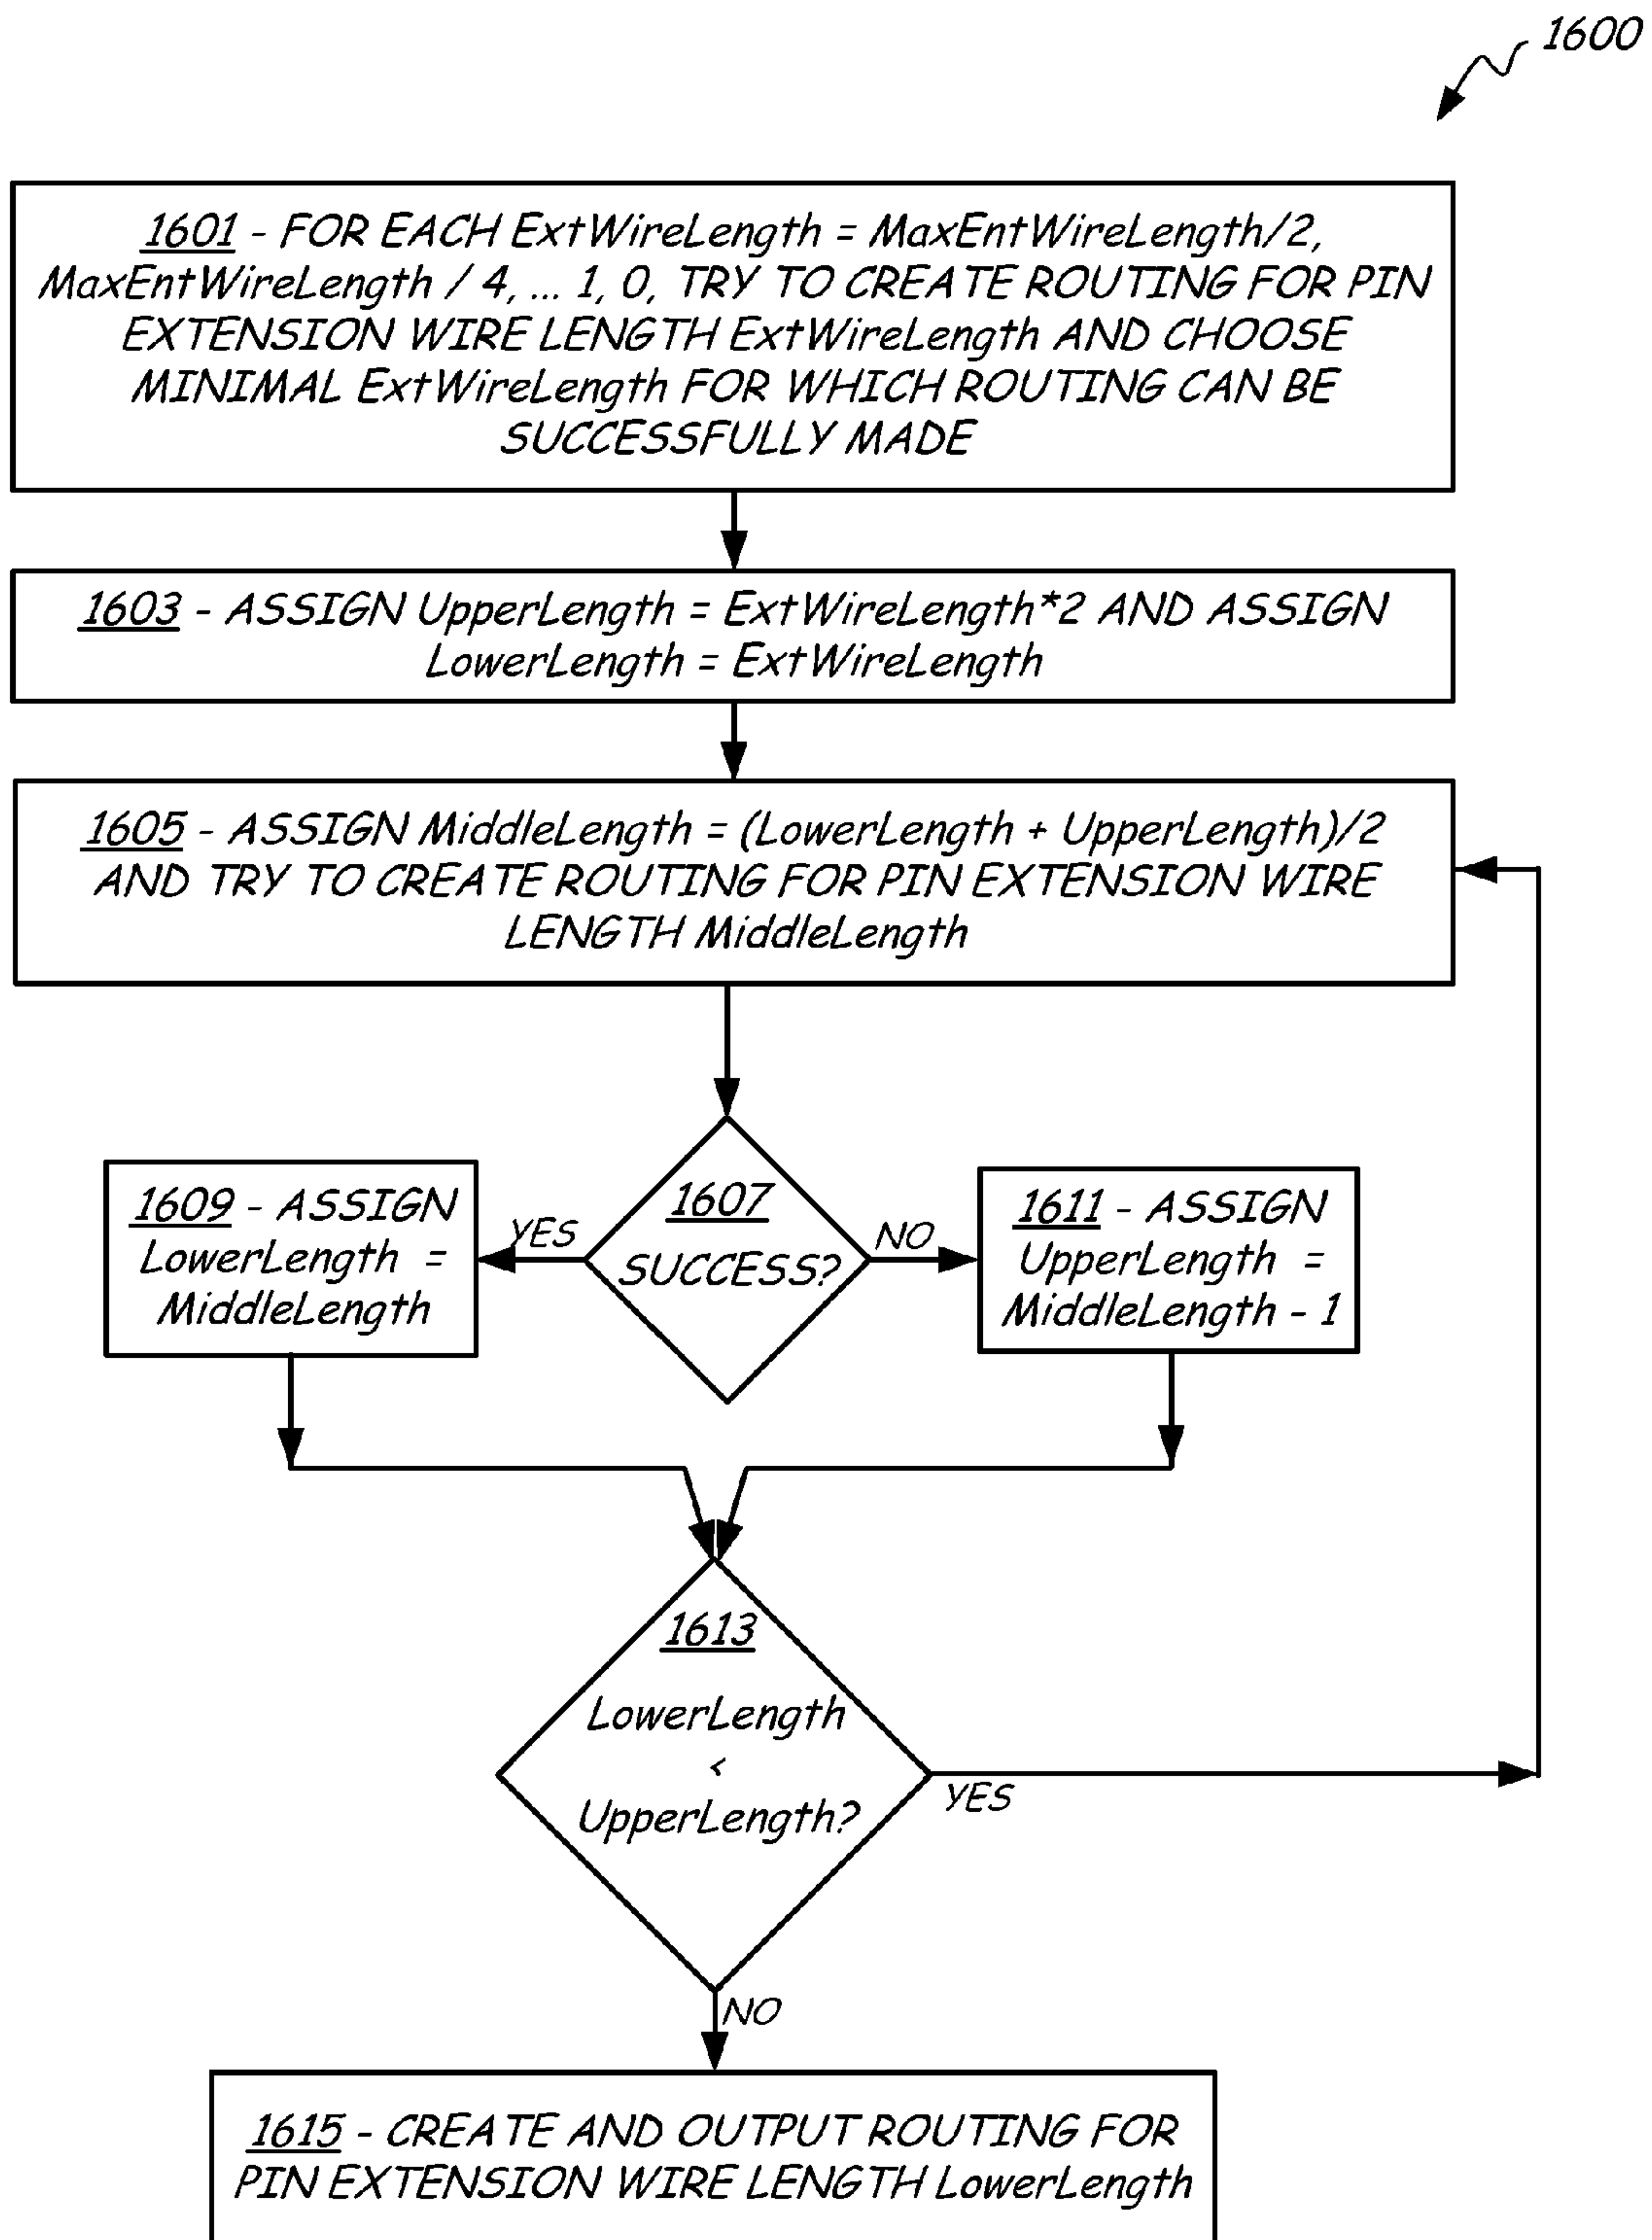 1600
1601 - FOR EACH ExtWireLength = MaxEntWireLength/2,
MaxEntWireLength / 4, ... 1, 0, TRY TO CREATE ROUTING FOR PIN
EXTENSION WIRE LENGTH ExtWireLength AND CHOOSE
MINIMAL ExtWireLength FOR WHICH ROUTING CAN BE
SUCCESSFULLY MADE
1603 - ASSIGN UpperLength = ExtWireLength*2 AND ASSIGN
LowerLength = ExtWireLength
1605 - ASSIGN MiddleLength = (LowerLength + UpperLength)/2
AND TRY TO CREATE ROUTING FOR PIN EXTENSION WIRE
LENGTH MiddleLength
1609 - ASSIGN
LowerLength =
MiddleLength
YES
1607
SUCCESS?
NO
1611 - ASSIGN
UpperLength =
MiddleLength - 1
1613
LowerLength
<
UpperLength?
YES
NO
1615 - CREATE AND OUTPUT ROUTING FOR
PIN EXTENSION WIRE LENGTH LowerLength